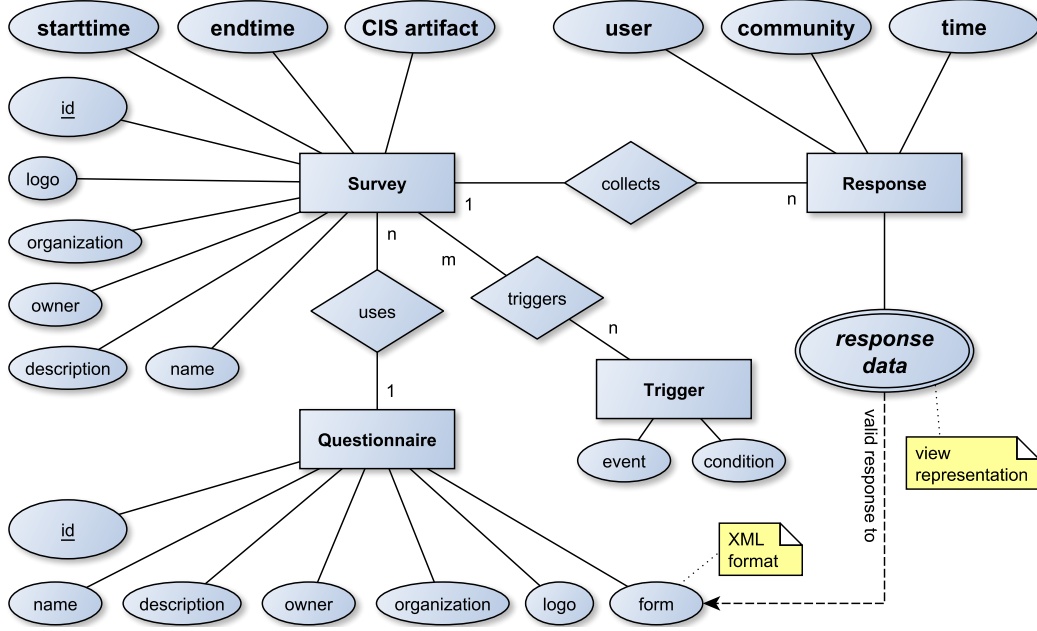 starttime
endtime
CIS artifact
user
community
time
id
logo
organization
owner
description
name
Survey
collects
Response
1
n
n
m
uses
triggers
n
1
response
data
Trigger
event
condition
valid response to
view
representation
Questionnaire
id
name
description
owner
organization
logo
form
XML
format